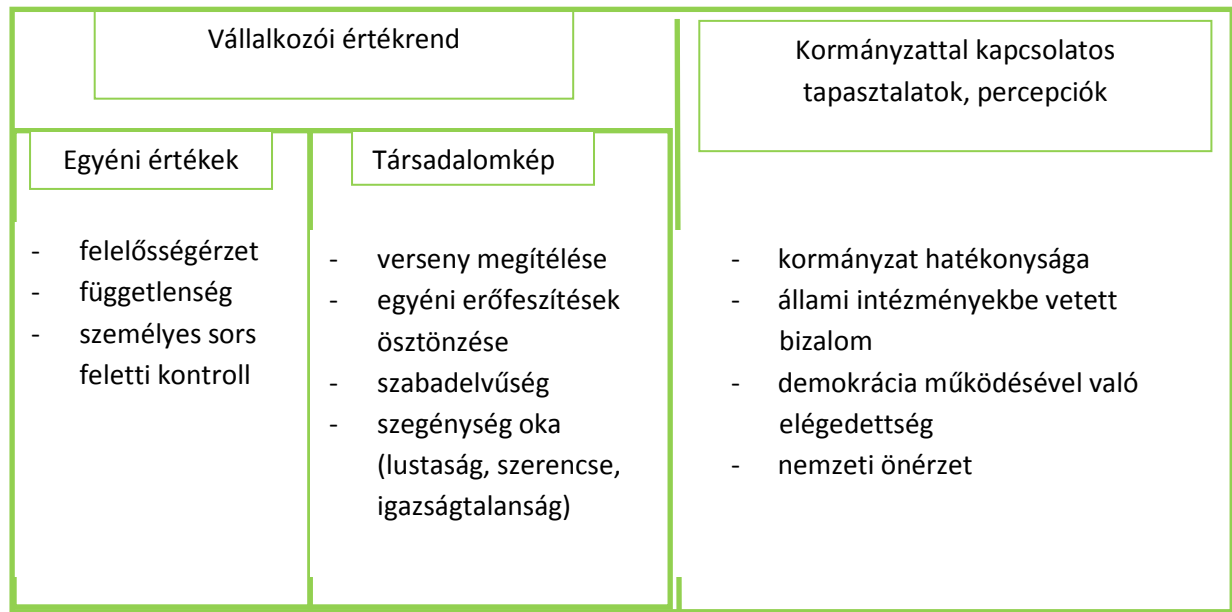 Vállalkozói értékrend
Egyéni értékek
- felelősségérzet
- függetlenség
- személyes sors
feletti kontroll
Társadalomkép
- verseny megítélése
- egyéni erőfeszítések
ösztönzése
- szabadelvűség
- szegénység oka
(lustaság, szerencse,
igazságtalanság)
Kormányzattal kapcsolatos
tapasztalatok, percepciók
- kormányzat hatékonysága
- állami intézményekbe vetett
bizalom
- demokrácia működésével való
elégedettség
- nemzeti önérzet